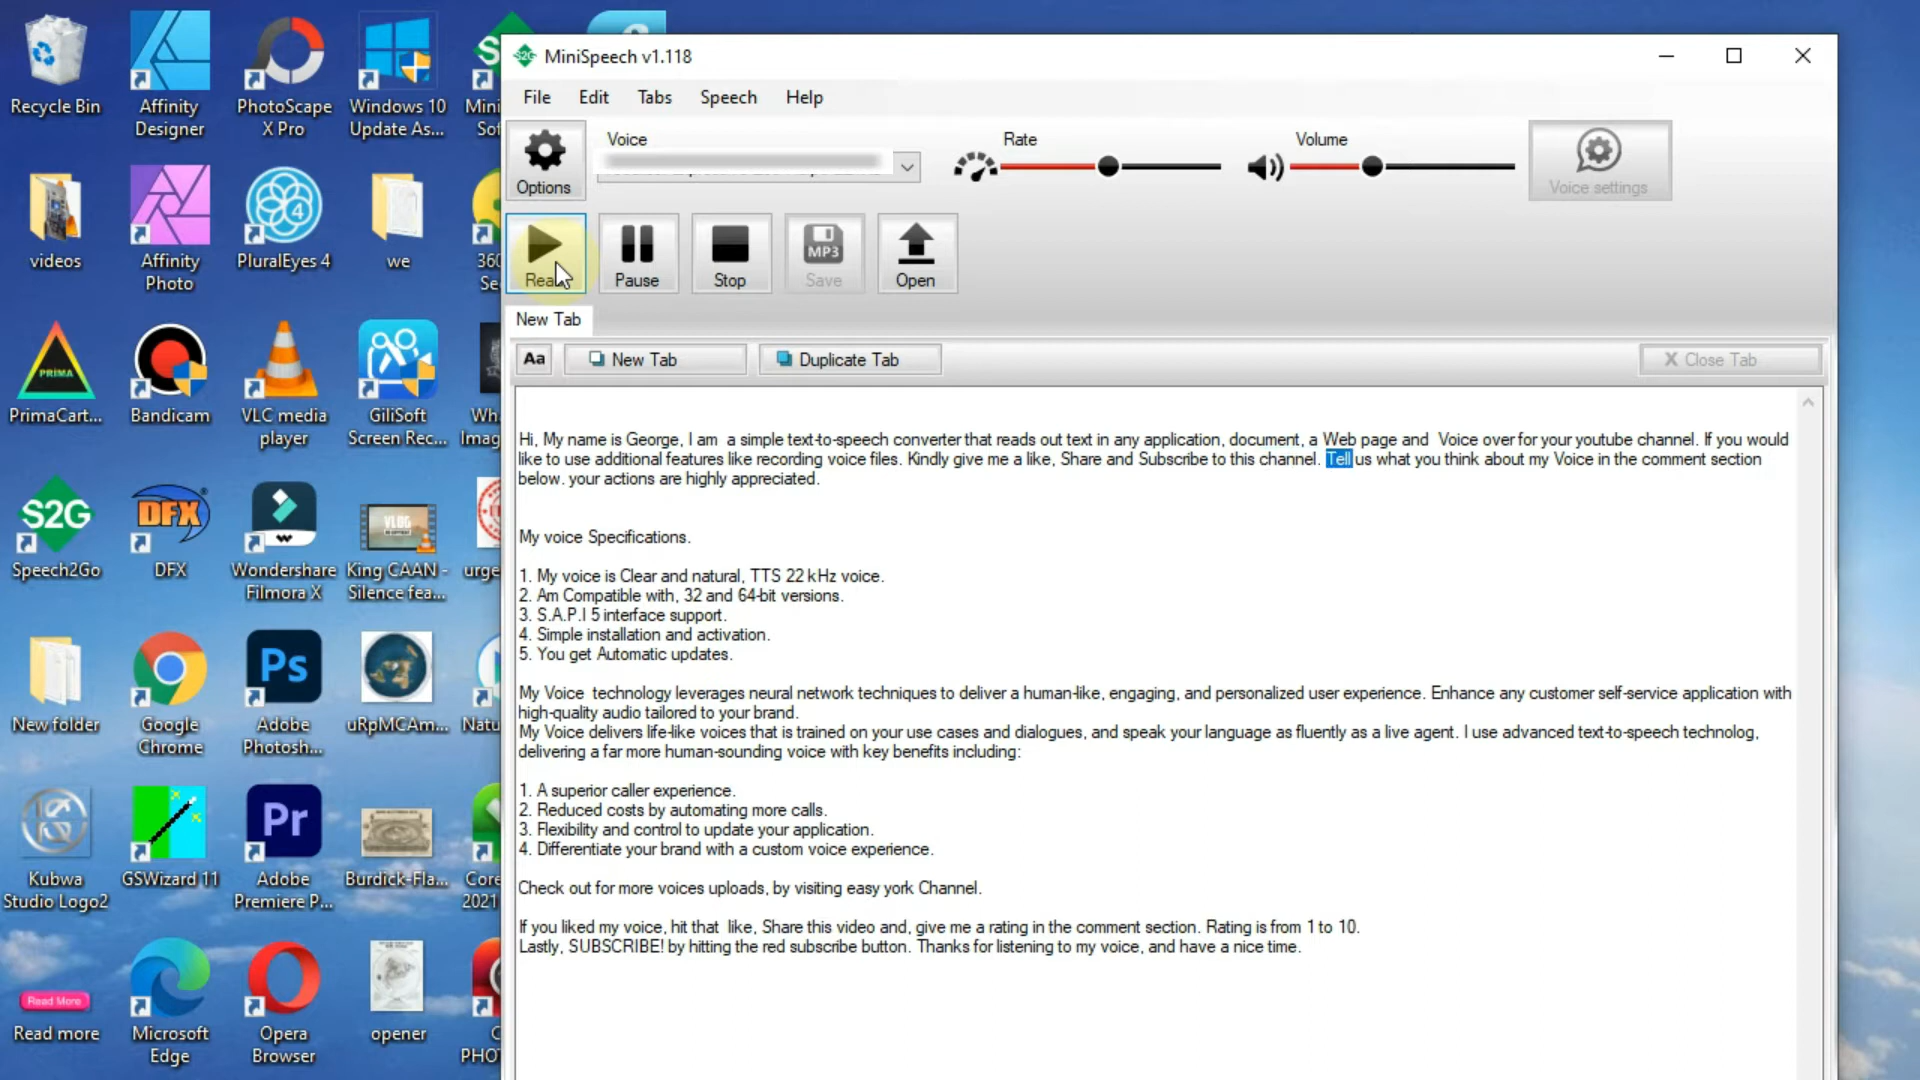 MiniSpeech v1.118
File Edit Tabs Speech Help
Options
Voice
Rate
Volume
Voice settings
Read
Pause
Stop
MP3
Save
Open
New Tab
Aa
New Tab
Duplicate Tab
X Close Tab
Hi, My name is George, I am a simple text-to-speech converter that reads out text in any application, document, a Web page and Voice over for your youtube channel. If you would
like to use additional features like recording voice files. Kindly give me a like, Share and Subscribe to this channel. Tell us what you think about my Voice in the comment section
below. your actions are highly appreciated.
My voice Specifications.
1. My voice is Clear and natural, TTS 22 kHz voice.
2. Am Compatible with, 32 and 64-bit versions.
3. S.A.P.I 5 interface support.
4. Simple installation and activation.
5. You get Automatic updates.
My Voice technology leverages neural network techniques to deliver a human-like, engaging, and personalized user experience. Enhance any customer self-service application with
high-quality audio tailored to your brand.
My Voice delivers life-like voices that is trained on your use cases and dialogues, and speak your language as fluently as a live agent. I use advanced text-to-speech technolog,
delivering a far more human-sounding voice with key benefits including:
1. A superior caller experience.
2. Reduced costs by automating more calls.
3. Flexibility and control to update your application.
4. Differentiate your brand with a custom voice experience.
Check out for more voices uploads, by visiting easy york Channel.
If you liked my voice, hit that like, Share this video and, give me a rating in the comment section. Rating is from 1 to 10.
Lastly, SUBSCRIBE! by hitting the red subscribe button. Thanks for listening to my voice, and have a nice time.
Recycle Bin
Affinity
Designer
PhotoScape
X Pro
Windows 10
Update As...
videos
Affinity
Photo
4
PluralEyes 4
we
PRIMA
PrimaCart...
Bandicam
VLC media
player
GiliSoft
Screen Rec...
S2G
Speech2Go
DFX
DFX
Wondershare
Filmora X
VLOG
King CAAN -
Silence fea...
New folder
Google
Chrome
Ps
Adobe
Photosh...
uRpMCAm...
Kubwa
Studio Logo2
GSWizard 11
Pr
Adobe
Premiere P...
Burdick-Fla...
Read More
Read more
Microsoft
Edge
Opera
Browser
opener